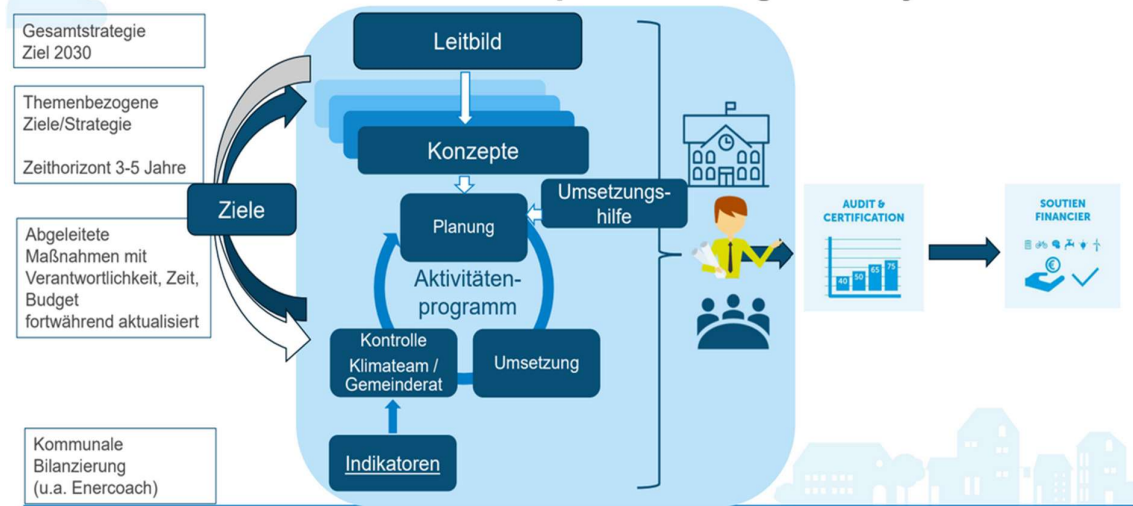 Gesamtstrategie
Ziel 2030
Themenbezogene
Ziele/Strategie
Zeithorizont 3-5 Jahre
Ziele
Abgeleitete
Maßnahmen mit
Verantwortlichkeit, Zeit,
Budget
fortwährend aktualisiert
Kommunale
Bilanzierung
(u.a. Enercoach)
Leitbild
Konzepte
Umsetzungs-
hilfe
Planung
Aktivitäten-
programm
Kontrolle
Klimateam /
Gemeinderat
Umsetzung
Indikatoren
AUDIT &
CERTIFICATION
40 50 65 75
SOUTIEN
FINANCIER
€